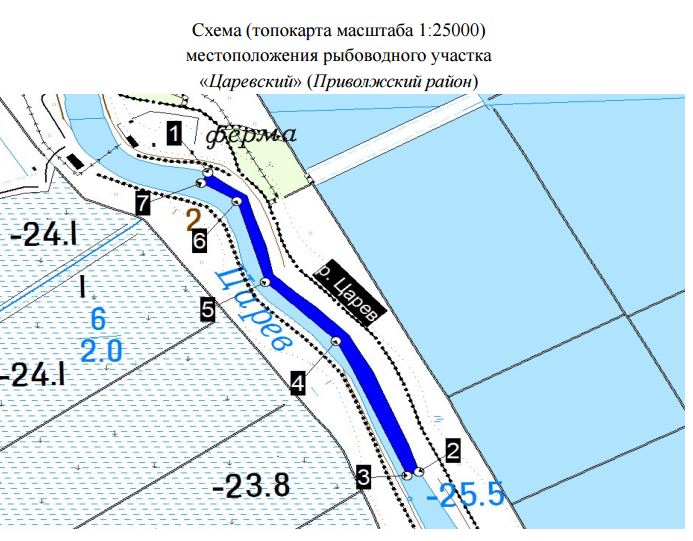 Схема (топокарта масштаба 1:25000)
местоположения рыбоводного участка
«Царевский» (Приволжский район)
1
ферма
7
2
6
-24.1
р. Царев
5
Царев
6
2.0
4
-24.1
2
3
-23.8
-25.5